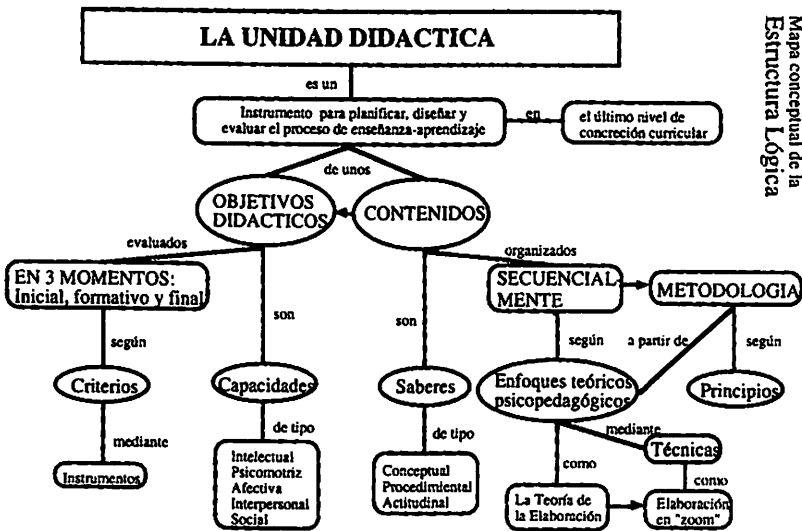 LA UNIDAD DIDACTICA
Mapa conceptual de la
Estructura Lógica
es un
Instrumento para planificar, diseñar y
evaluar el proceso de enseñanza-aprendizaje
en
el último nivel de
concreción curricular
de unos
OBJETIVOS
DIDACTICOS
CONTENIDOS
evaluados
organizados
EN 3 MOMENTOS:
Inicial, formativo y final
SECUENCIAL
MENTE
METODOLOGIA
según
son
son
según
a partir de
según
Criterios
Capacidades
Saberes
Enfoques teóricos
psicopedagógicos
Principios
mediante
de tipo
de tipo
mediante
como
Técnicas
como
Instrumentos
Intelectual
Psicomotriz
Afectiva
Interpersonal
Social
Conceptual
Procedimiental
Actitudinal
La Teoría de
la Elaboración
Elaboración
en "zoom"